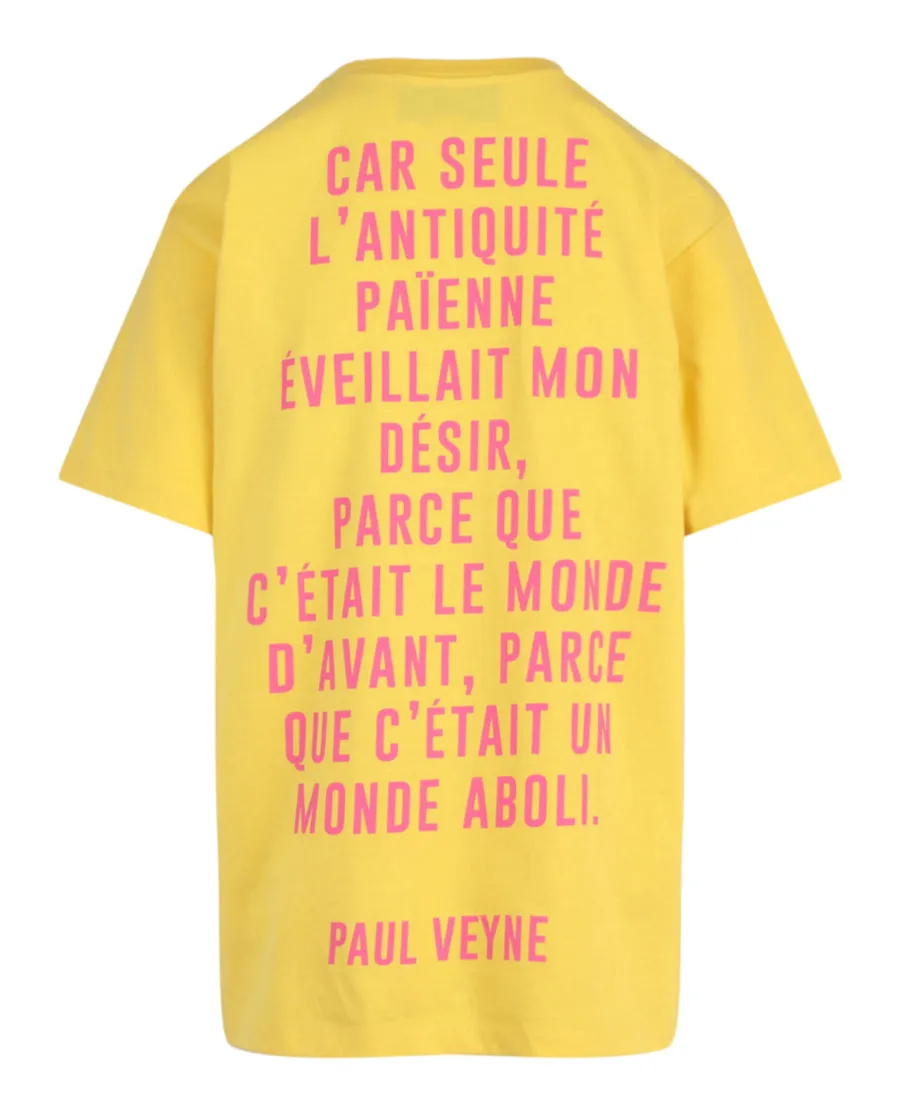 CAR SEULE
L’ANTIQUITÉ
PAÏENNE
ÉVEILLAIT MON
DÉSIR,
PARCE QUE
C’ÉTAIT LE MONDE
D’AVANT, PARCE
QUE C’ÉTAIT UN
MONDE ABOLI.
PAUL VEYNE